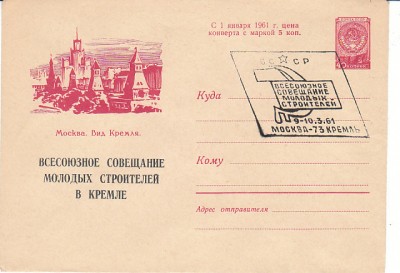 С 1 января 1961 г. цена
конверта с маркой 5 коп.
СССР
ВСЕСОЮЗНОЕ
СОВЕЩАНИЕ
МОЛОДЫХ
СТРОИТЕЛЕЙ
9-10.3.61
МОСКВА-73 КРЕМЛЬ
Куда
Москва. Вид Кремля.
ВСЕСОЮЗНОЕ СОВЕЩАНИЕ
МОЛОДЫХ СТРОИТЕЛЕЙ
В КРЕМЛЕ
Кому
Адрес отправителя